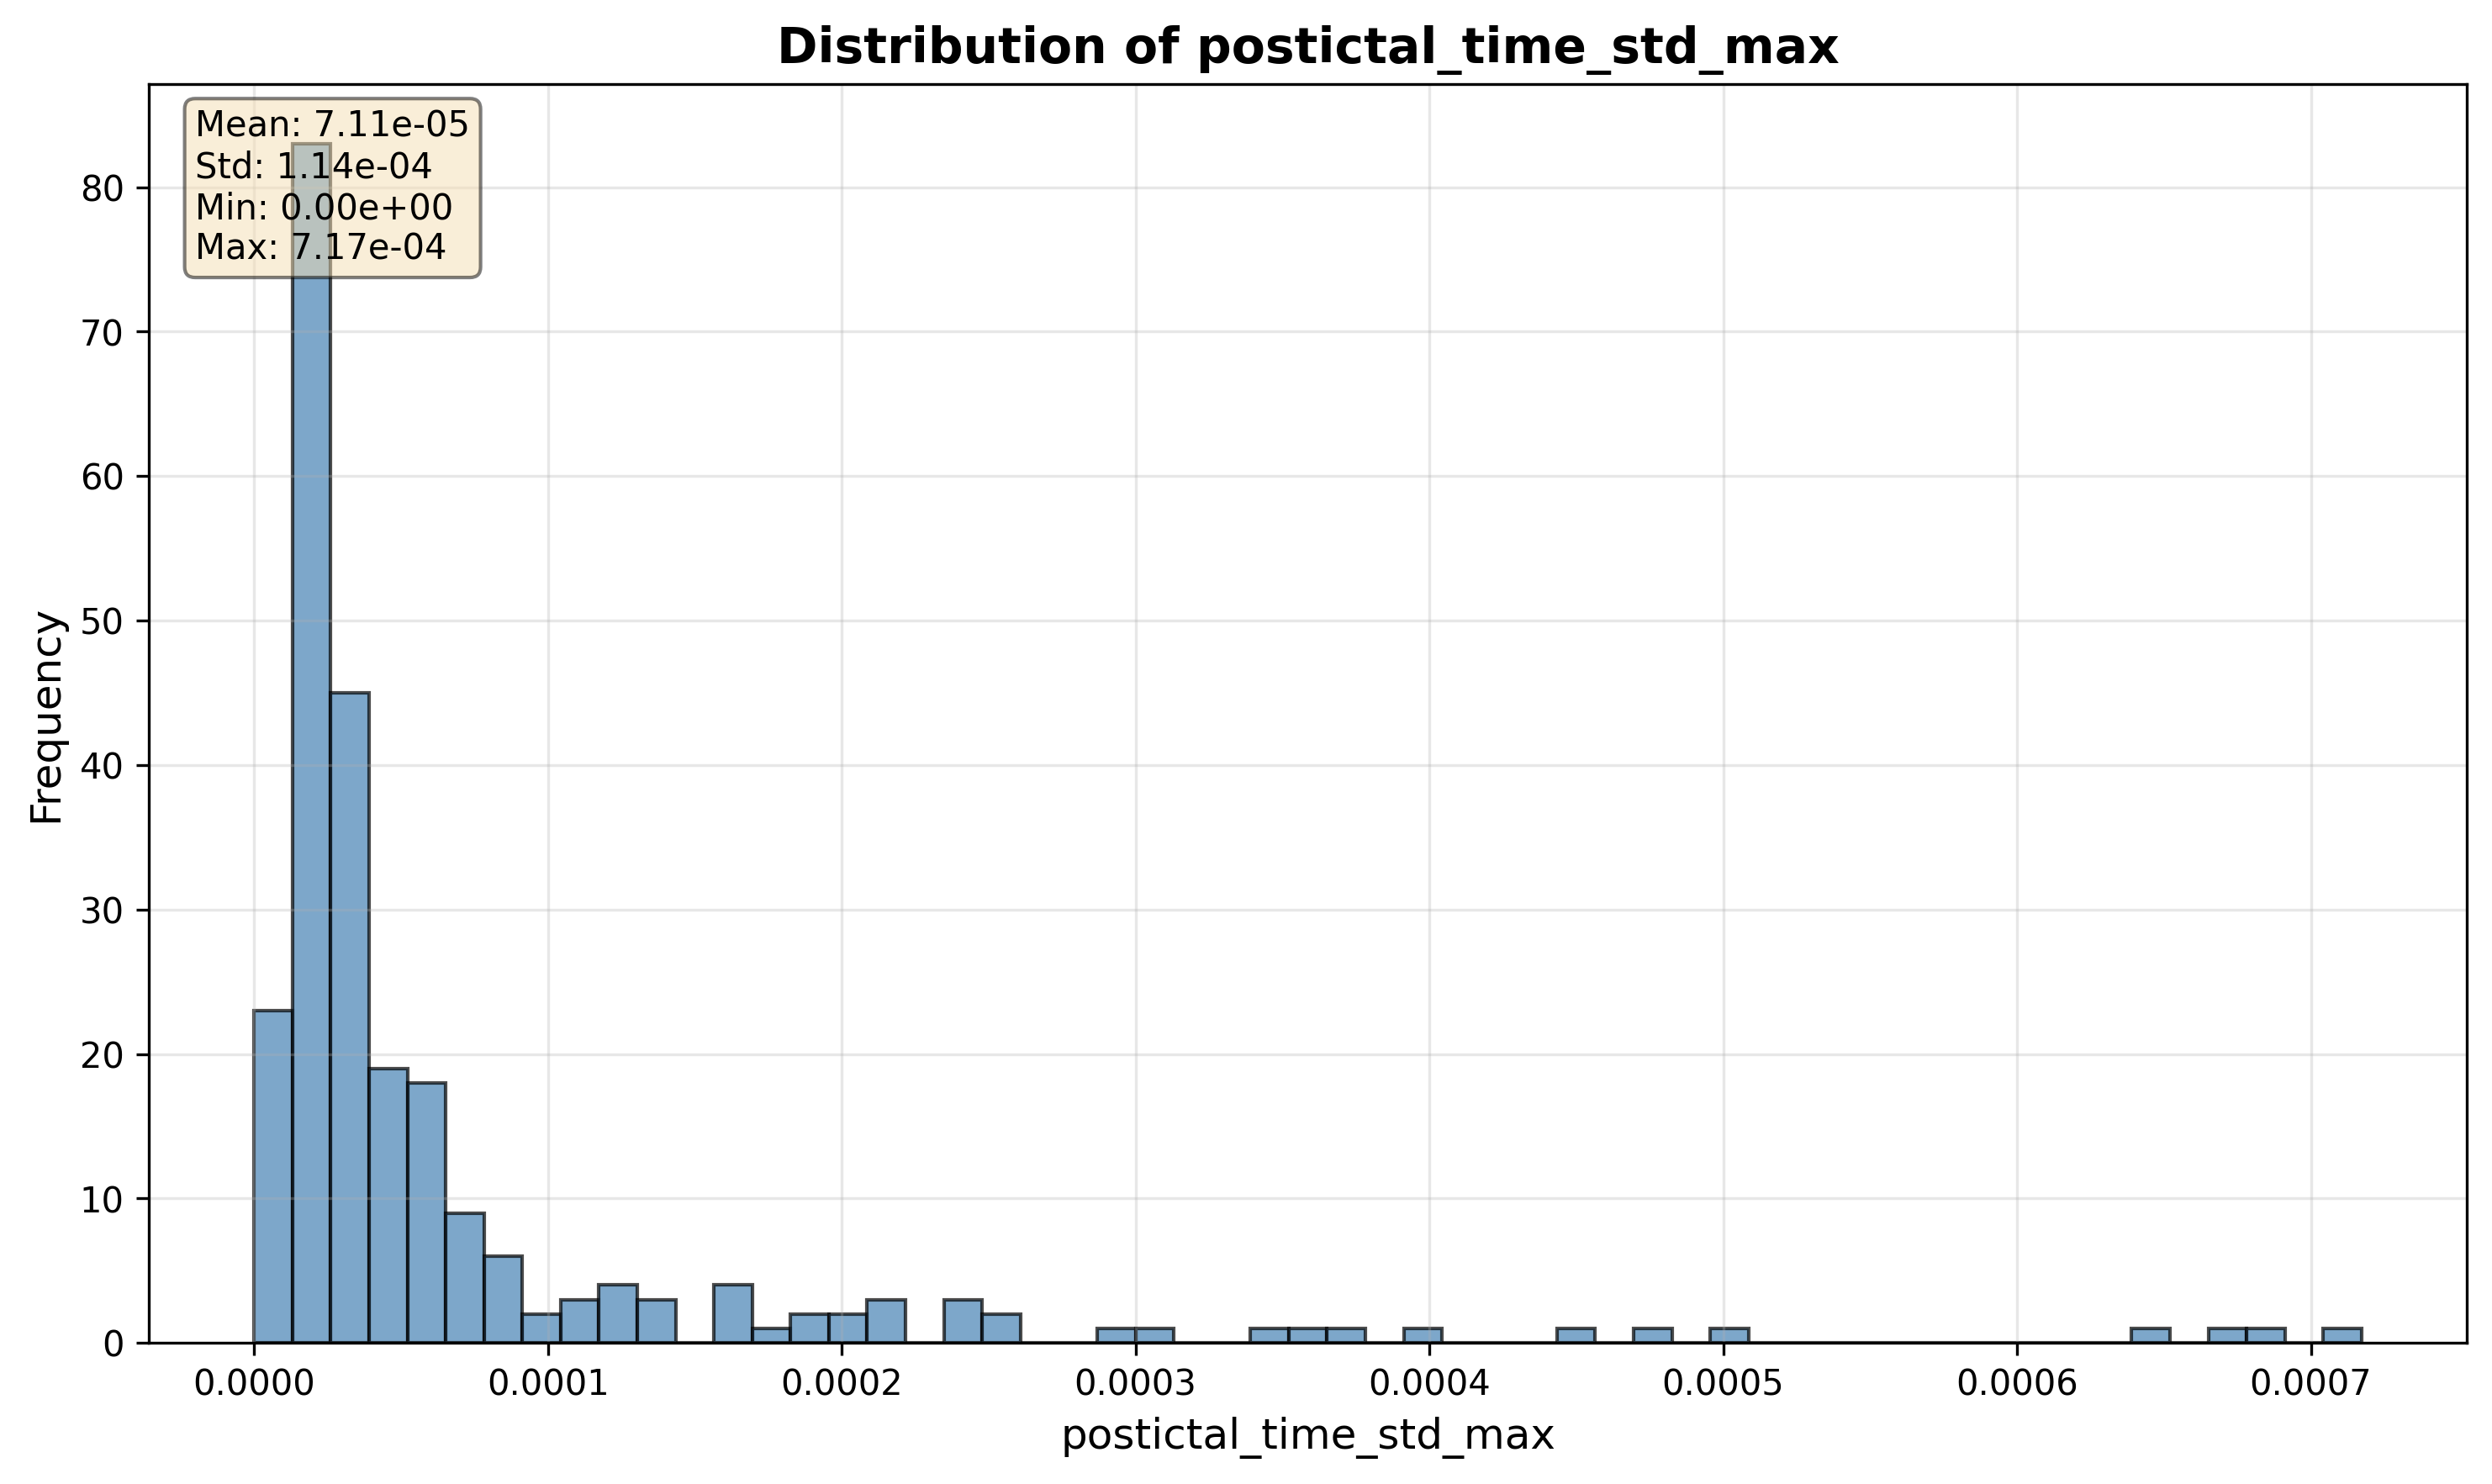 Distribution of postictal_time_std_max
Mean: 7.11e-05
Std: 1.14e-04
Min: 0.00e+00
Max: 7.17e-04
80
70
60
50
40
30
20
10
0
Frequency
0.0000 0.0001 0.0002 0.0003 0.0004 0.0005 0.0006 0.0007
postictal_time_std_max